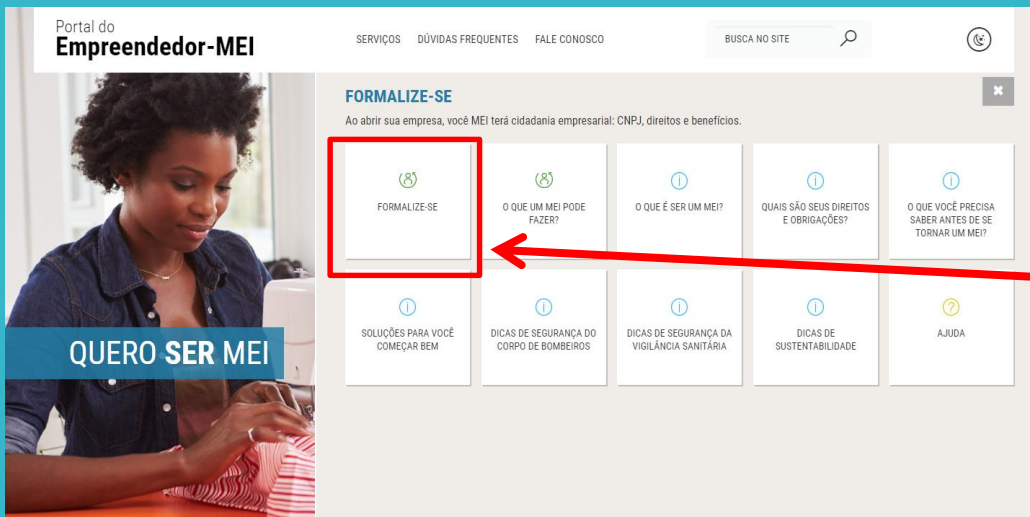 Portal do
Empreendedor-MEI
SERVIÇOS DÚVIDAS FREQUENTES FALE CONOSCO
BUSCA NO SITE
FORMALIZE-SE
Ao abrir sua empresa, você MEI terá cidadania empresarial: CNPJ, direitos e benefícios.
FORMALIZE-SE
O QUE UM MEI PODE
FAZER?
O QUE É SER UM MEI?
QUAIS SÃO SEUS DIREITOS
E OBRIGAÇÕES?
O QUE VOCÊ PRECISA
SABER ANTES DE SE
TORNAR UM MEI?
SOLUÇÕES PARA VOCÊ
COMEÇAR BEM
DICAS DE SEGURANÇA DO
CORPO DE BOMBEIROS
DICAS DE SEGURANÇA DA
VIGILÂNCIA SANITÁRIA
DICAS DE
SUSTENTABILIDADE
AJUDA
QUERO SER MEI